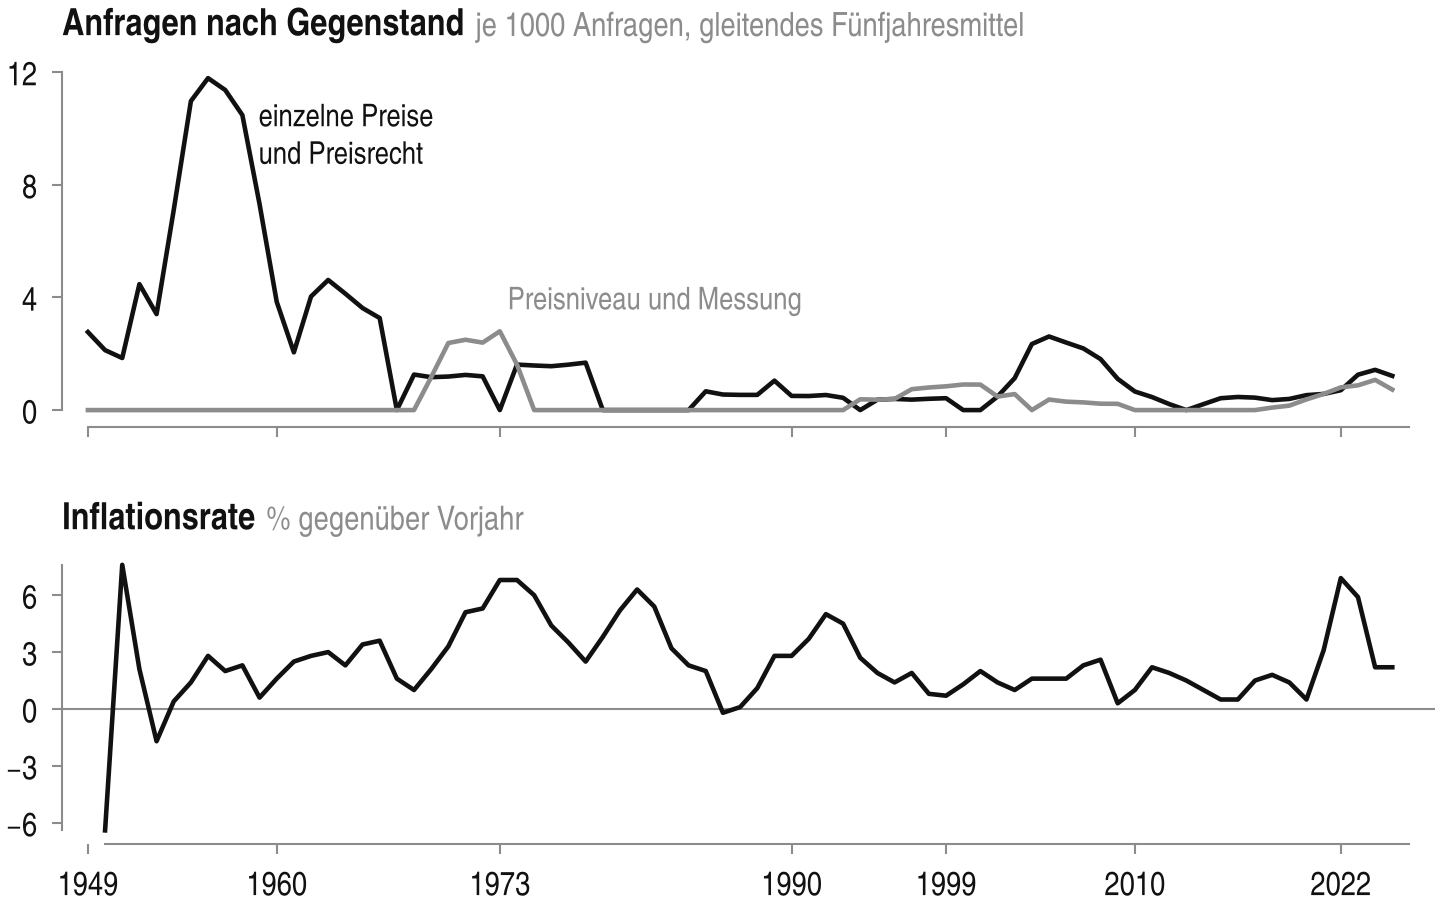 Anfragen nach Gegenstand je 1000 Anfragen, gleitendes Fünfjahresmittel
12
einzelne Preise
und Preisrecht
8
4
Preisniveau und Messung
0
Inflationsrate % gegenüber Vorjahr
6
3
0
−3
−6
1949 1960 1973 1990 1999 2010 2022